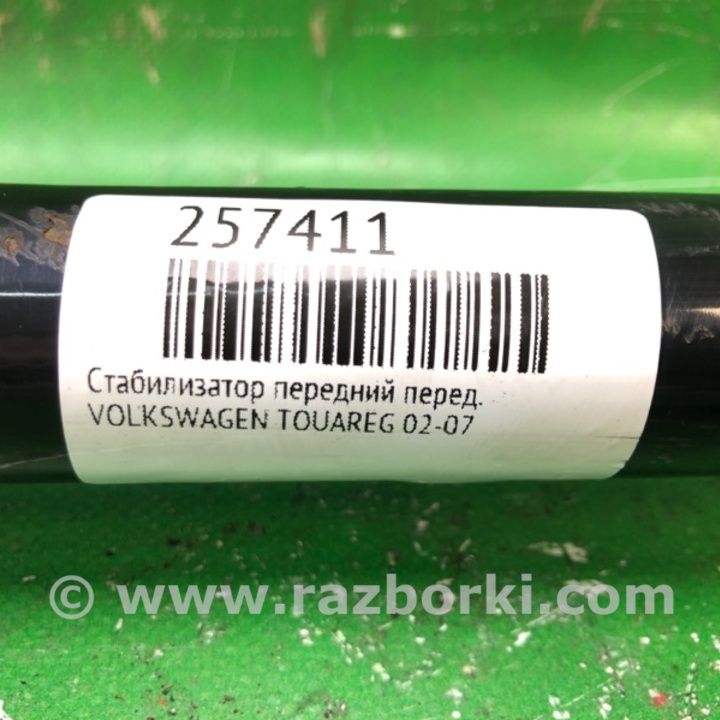 257411
Стабилизатор передний перед.
VOLKSWAGEN TOUAREG 02-07
© www.razborki.com